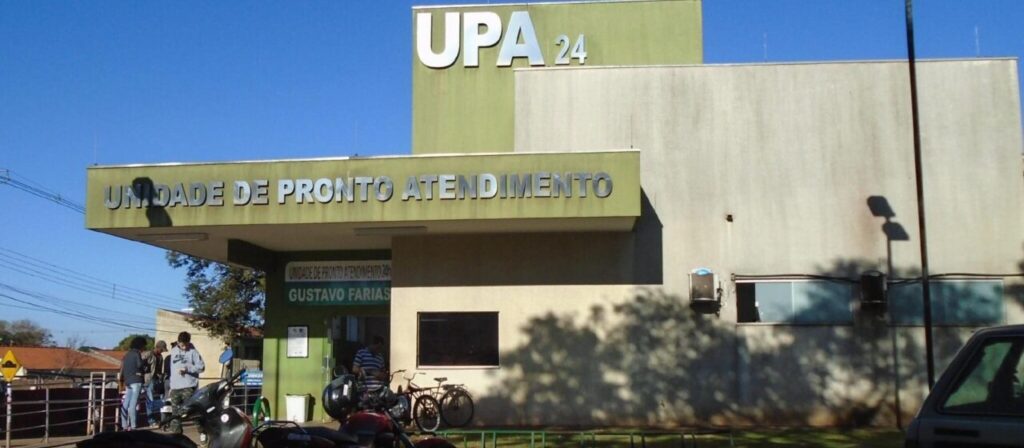 UPA 24
UNIDADE DE PRONTO ATENDIMENTO
UNIDADE DE PRONTO ATENDIMENTO 24h
GUSTAVO FARIAS